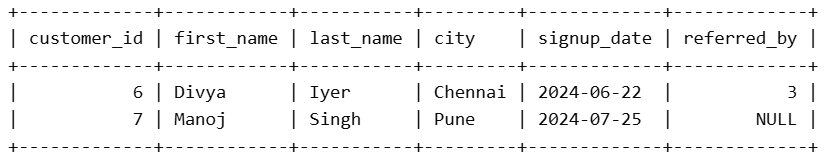 +-------------+------------+-----------+---------+-------------+-------------+
| customer_id | first_name | last_name | city    | signup_date | referred_by |
+-------------+------------+-----------+---------+-------------+-------------+
|           6 | Divya      | Iyer      | Chennai | 2024-06-22  |           3 |
|           7 | Manoj      | Singh     | Pune    | 2024-07-25  |        NULL |
+-------------+------------+-----------+---------+-------------+-------------+